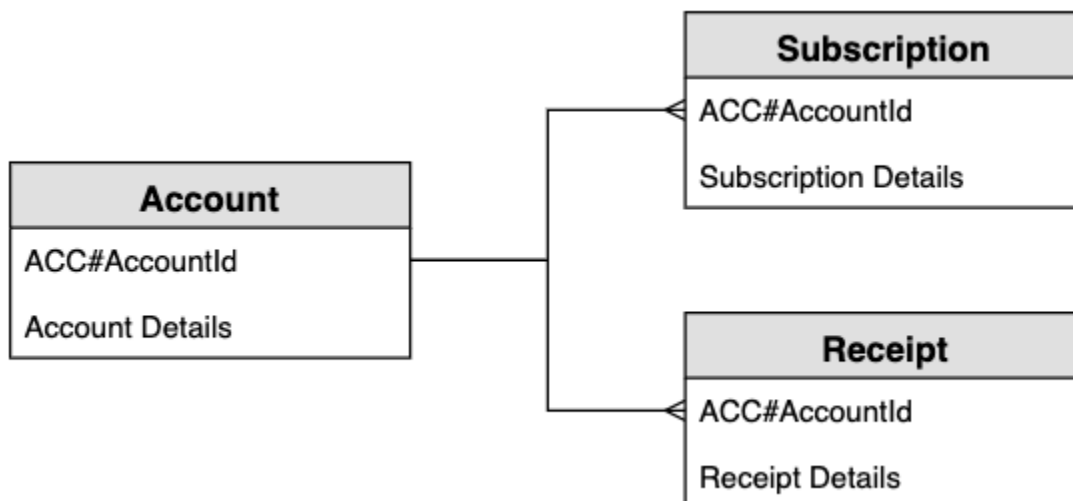 Account
ACC#AccountId
Account Details
Subscription
ACC#AccountId
Subscription Details
Receipt
ACC#AccountId
Receipt Details